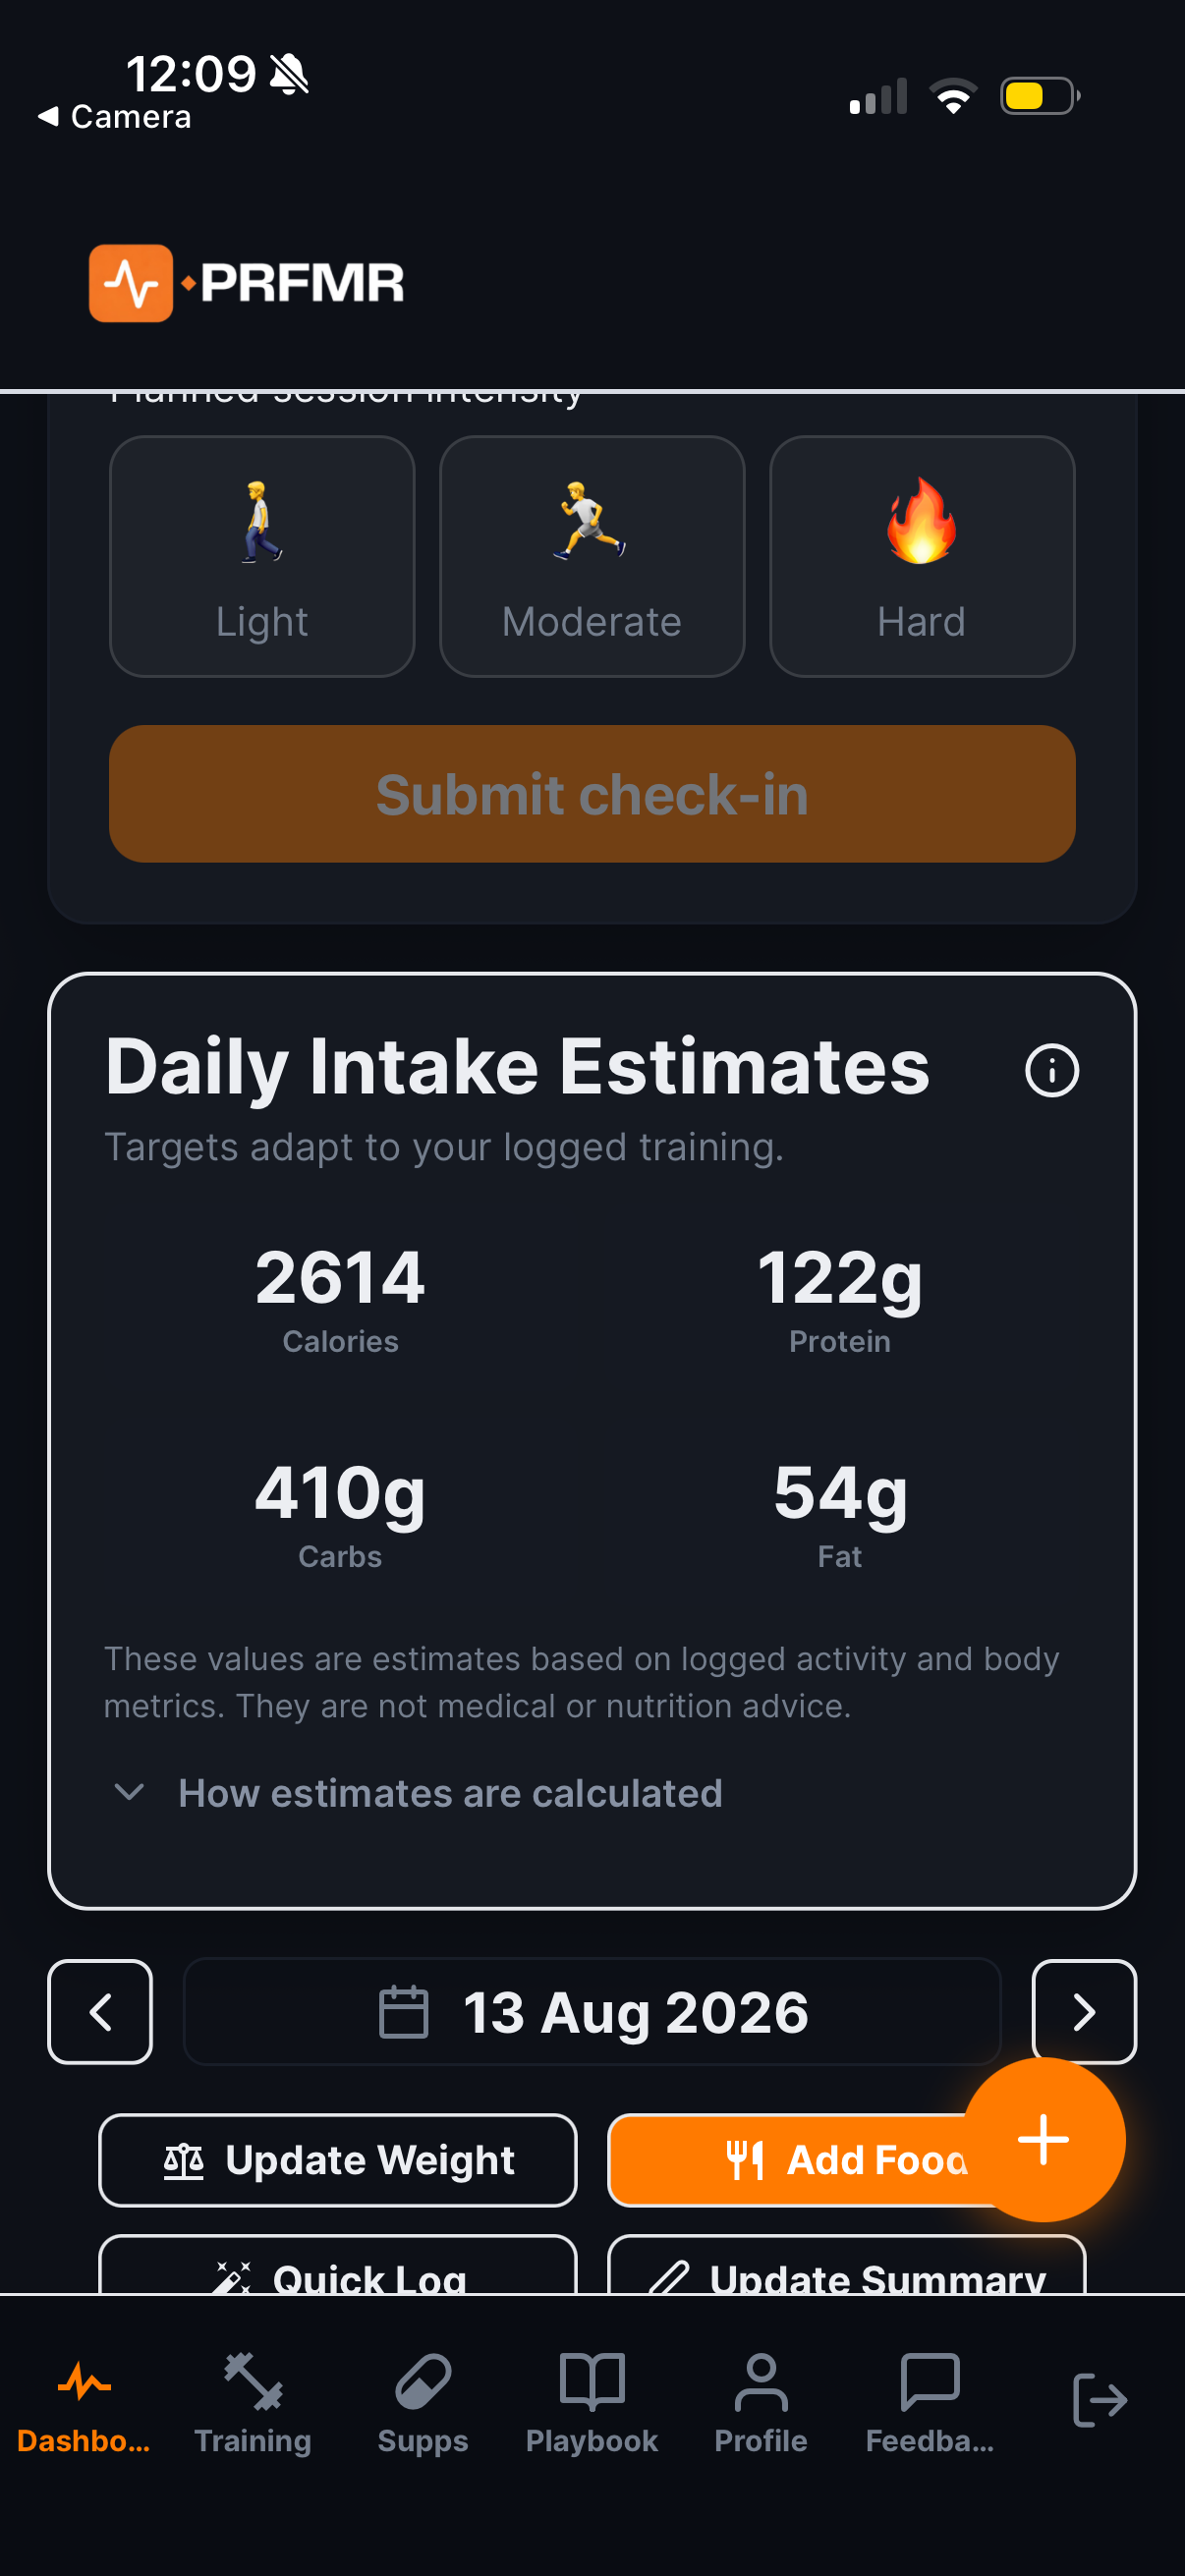 12:09
Camera
PRFMR
Planned session intensity
Light
Moderate
Hard
Submit check-in
Daily Intake Estimates
Targets adapt to your logged training.
2614
122g
Calories
Protein
410g
54g
Carbs
Fat
These values are estimates based on logged activity and body
metrics. They are not medical or nutrition advice.
How estimates are calculated
13 Aug 2026
Update Weight
Add Food
Quick Log
Update Summary
Dashbo...
Training
Supps
Playbook
Profile
Feedba...